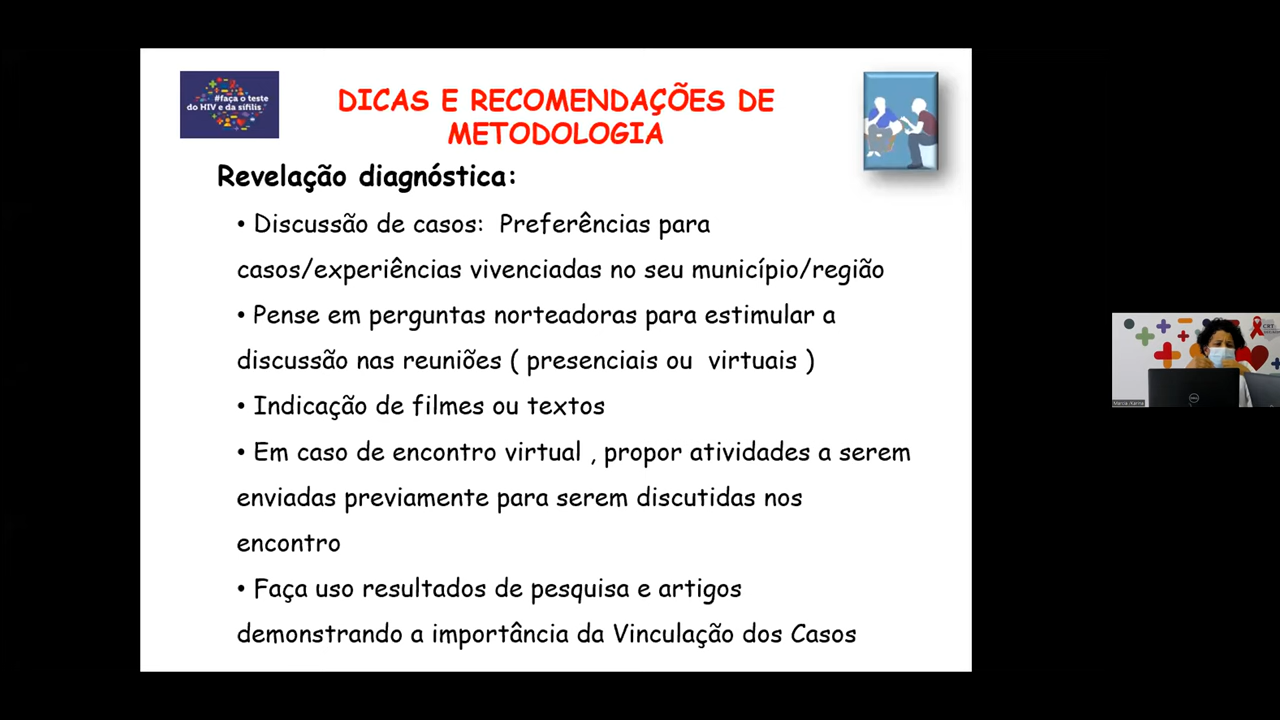 #faça o teste
do HIV e da sífilis
DICAS E RECOMENDAÇÕES DE
METODOLOGIA
Revelação diagnóstica:
• Discussão de casos: Preferências para
casos/experiências vivenciadas no seu município/região
• Pense em perguntas norteadoras para estimular a
discussão nas reuniões ( presenciais ou virtuais )
• Indicação de filmes ou textos
• Em caso de encontro virtual , propor atividades a serem
enviadas previamente para serem discutidas nos
encontro
• Faça uso resultados de pesquisa e artigos
demonstrando a importância da Vinculação dos Casos
CRT
DELL